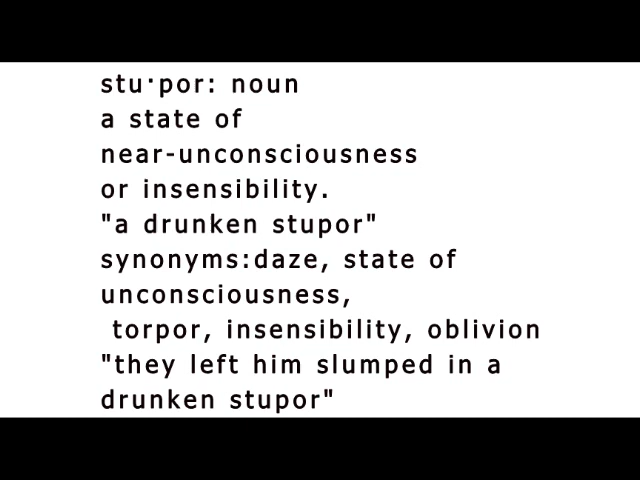 stu·por: noun
a state of
near-unconsciousness
or insensibility.
"a drunken stupor"
synonyms:daze, state of
unconsciousness,
torpor, insensibility, oblivion
"they left him slumped in a
drunken stupor"